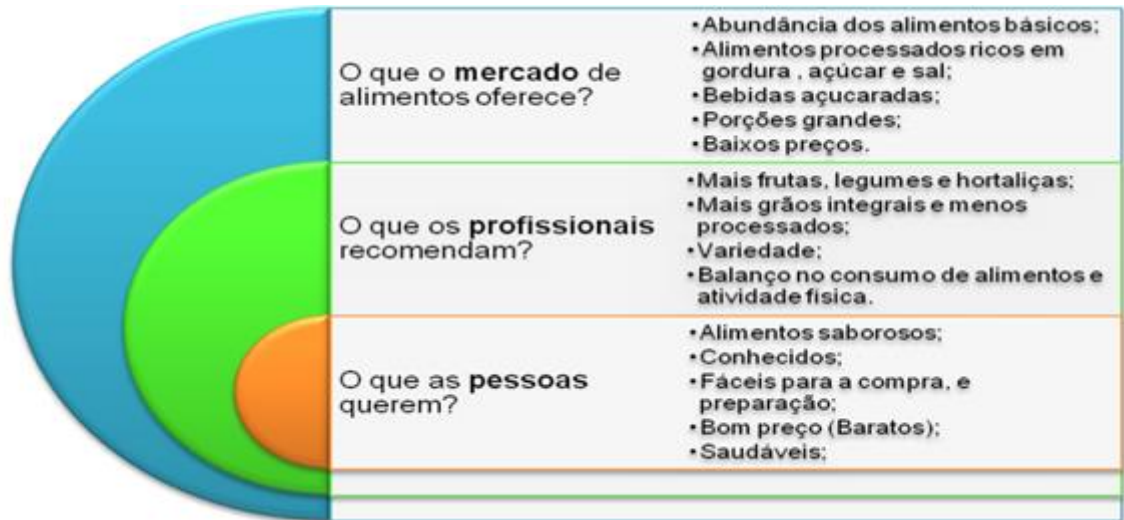 O que o mercado de
alimentos oferece?
•Abundância dos alimentos básicos;
•Alimentos processados ricos em
gordura , açúcar e sal;
•Bebidas açucaradas;
•Porções grandes;
•Baixos preços.
O que os profissionais
recomendam?
•Mais frutas, legumes e hortaliças;
•Mais grãos integrais e menos
processados;
•Variedade;
•Balanço no consumo de alimentos e
atividade física.
O que as pessoas
querem?
•Alimentos saborosos;
•Conhecidos;
•Fáceis para a compra, e
preparação;
•Bom preço (Baratos);
•Saudáveis;